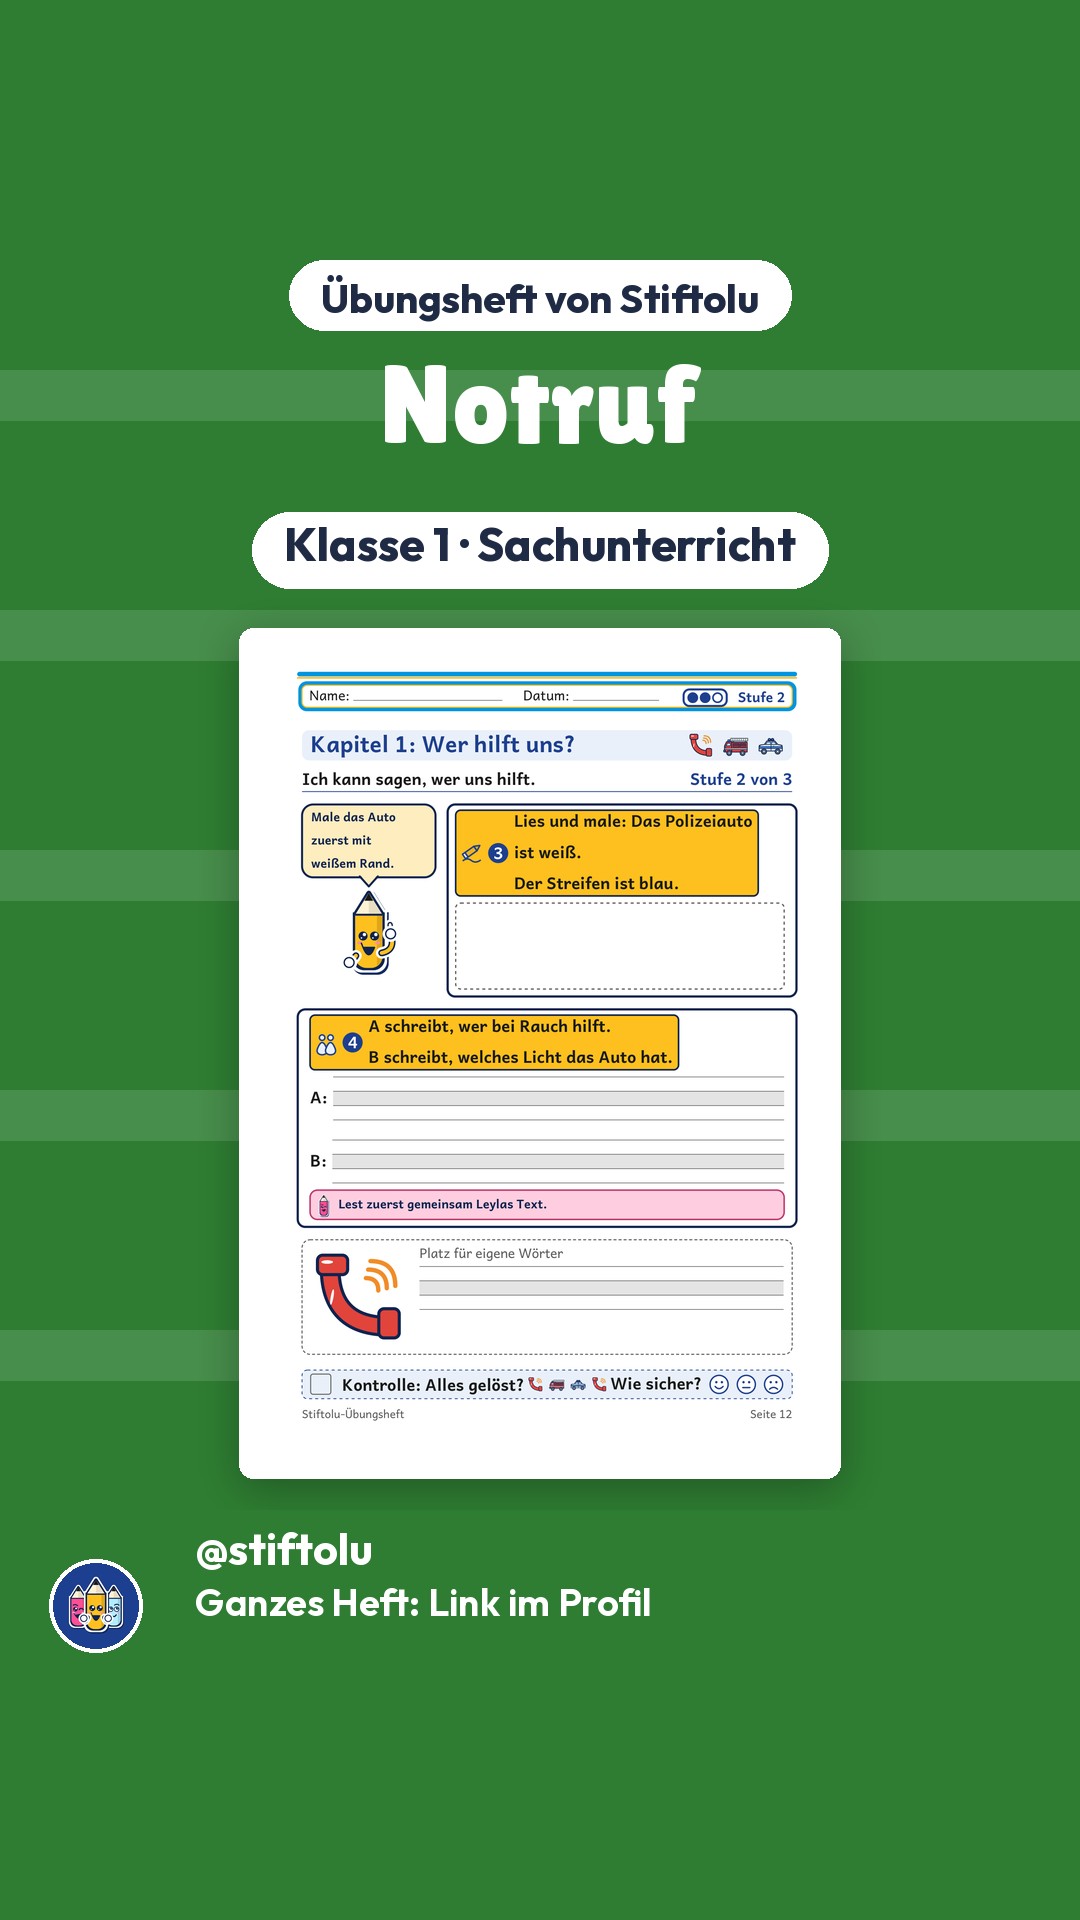 Übungsheft von Stiftolu
Notruf
Klasse 1 · Sachunterricht
Name: Datum: Stufe 2
Kapitel 1: Wer hilft uns?
Ich kann sagen, wer uns hilft. Stufe 2 von 3
Male das Auto
zuerst mit
weißem Rand.
3 Lies und male: Das Polizeiauto
ist weiß.
Der Streifen ist blau.
4 A schreibt, wer bei Rauch hilft.
B schreibt, welches Licht das Auto hat.
A:
B:
Lest zuerst gemeinsam Leylas Text.
Platz für eigene Wörter
Kontrolle: Alles gelöst? Wie sicher?
Stiftolu-Übungsheft Seite 12
@stiftolu
Ganzes Heft: Link im Profil